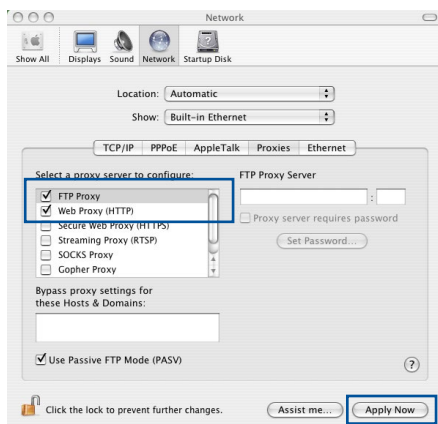 Network
Show All Displays Sound Network Startup Disk
Location: Automatic
Show: Built-in Ethernet
TCP/IP PPPoE AppleTalk Proxies Ethernet
Select a proxy server to configure: FTP Proxy Server
FTP Proxy
:
Web Proxy (HTTP)
Proxy server requires password
Secure Web Proxy (HTTPS)
Streaming Proxy (RTSP) Set Password...
SOCKS Proxy
Gopher Proxy
Bypass proxy settings for
these Hosts & Domains:
Use Passive FTP Mode (PASV) ?
Click the lock to prevent further changes. Assist me... Apply Now